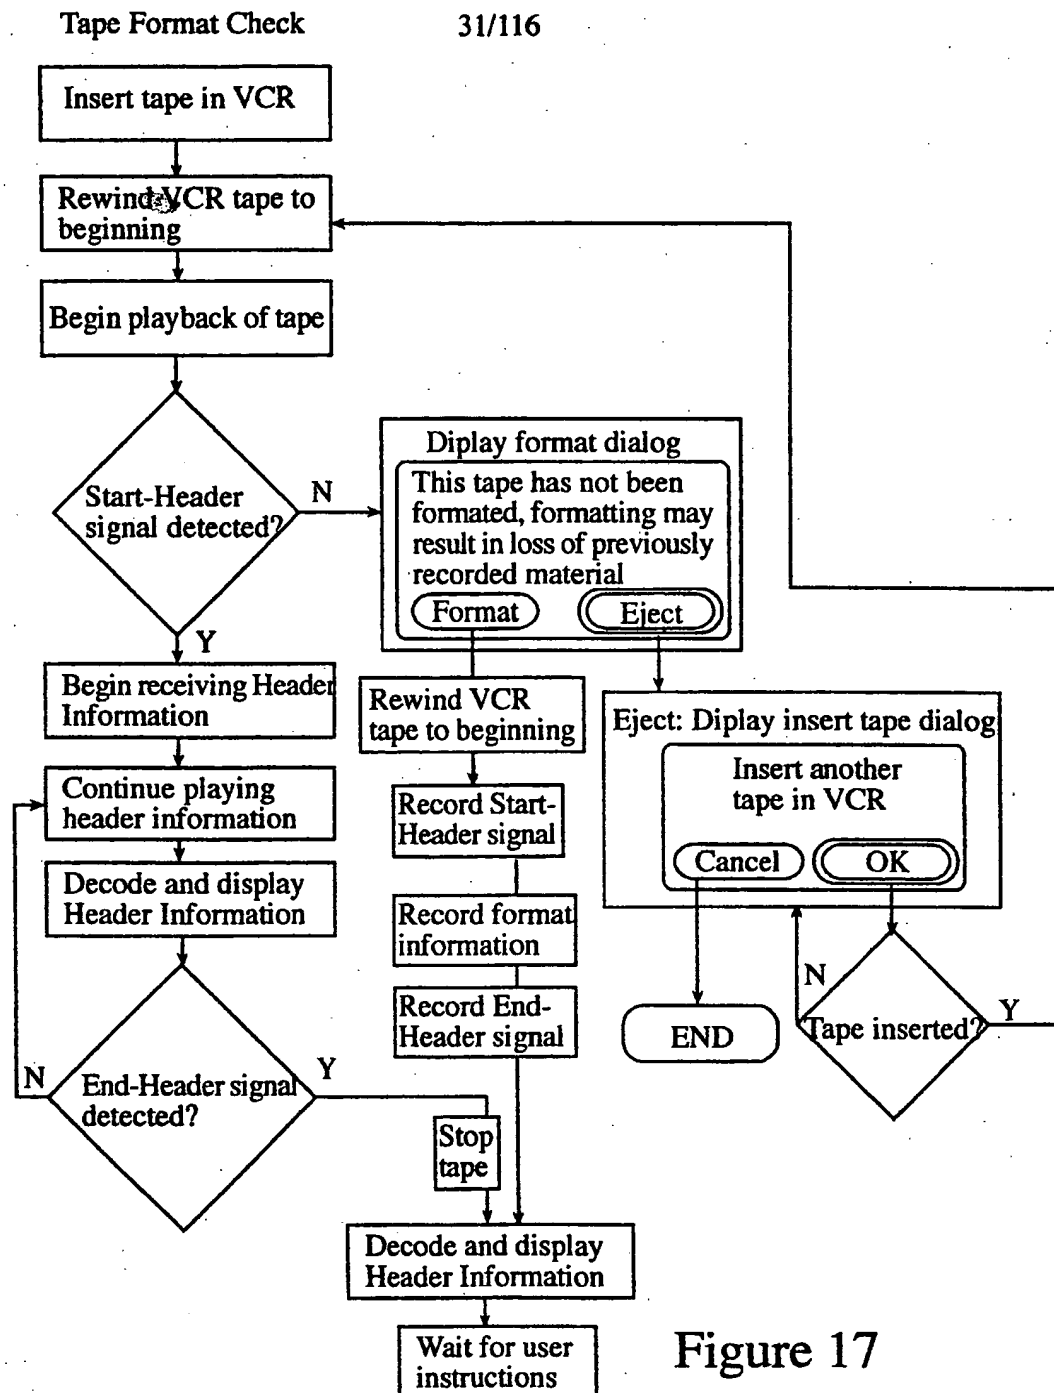 Tape Format Check
31/116
Insert tape in VCR
Rewind VCR tape to
beginning
Begin playback of tape
Start-Header
signal detected?
N
Y
Diplay format dialog
This tape has not been
formated, formatting may
result in loss of previously
recorded material
Format
Eject
Begin receiving Header
Information
Continue playing
header information
Decode and display
Header Information
End-Header signal
detected?
N
Y
Rewind VCR
tape to beginning
Record Start-
Header signal
Record format
information
Record End-
Header signal
Stop
tape
Eject: Diplay insert tape dialog
Insert another
tape in VCR
Cancel
OK
END
Tape inserted?
N
Y
Decode and display
Header Information
Wait for user
instructions
Figure 17